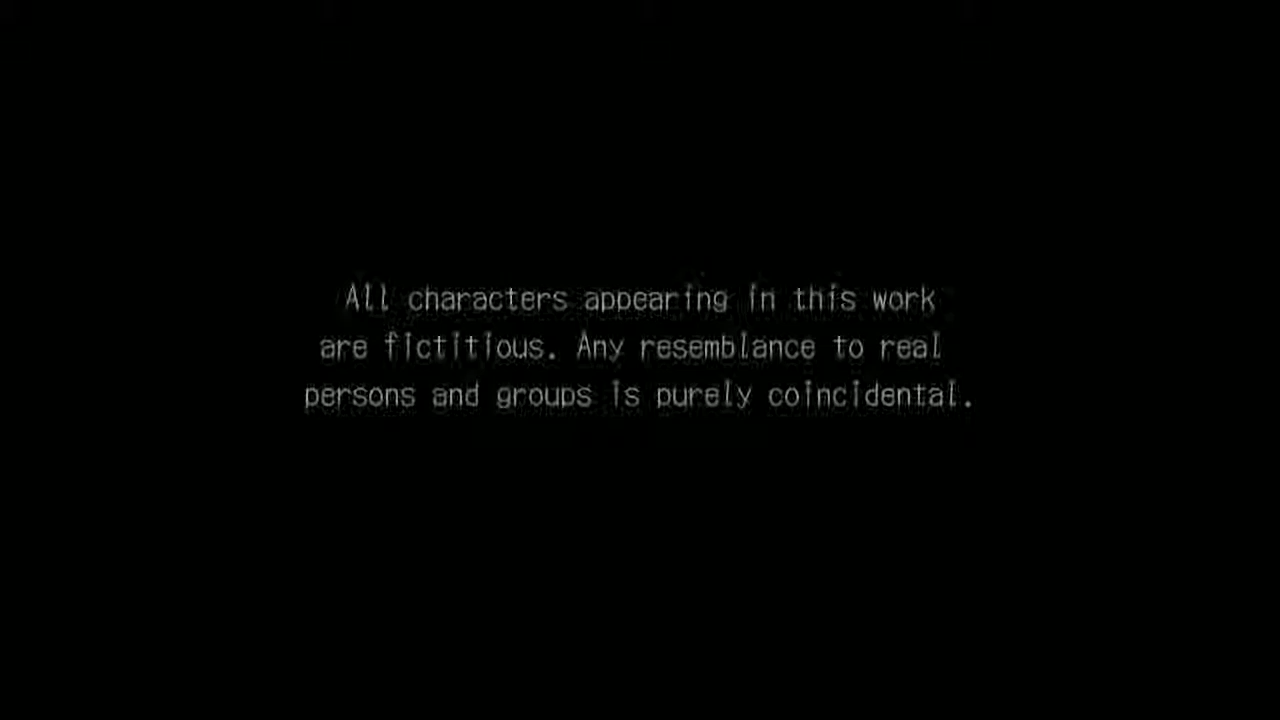 All characters appearing in this work
are fictitious. Any resemblance to real
persons and groups is purely coincidental.